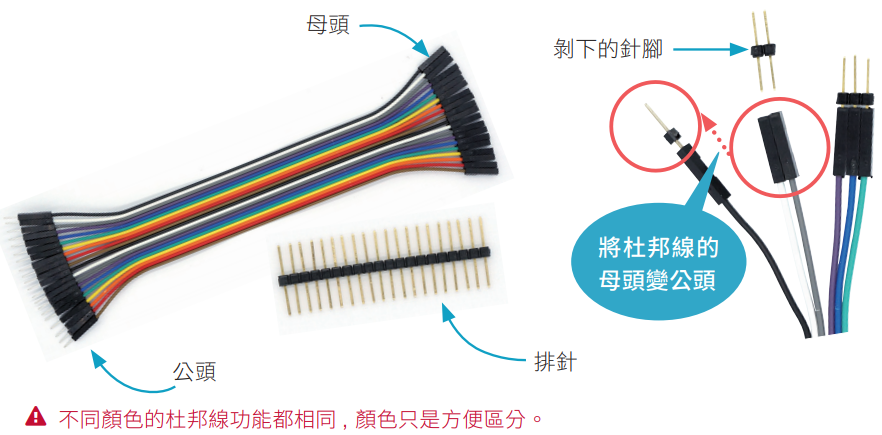 母頭
剝下的針腳
將杜邦線的
母頭變公頭
排針
公頭
不同顏色的杜邦線功能都相同 , 顏色只是方便區分。